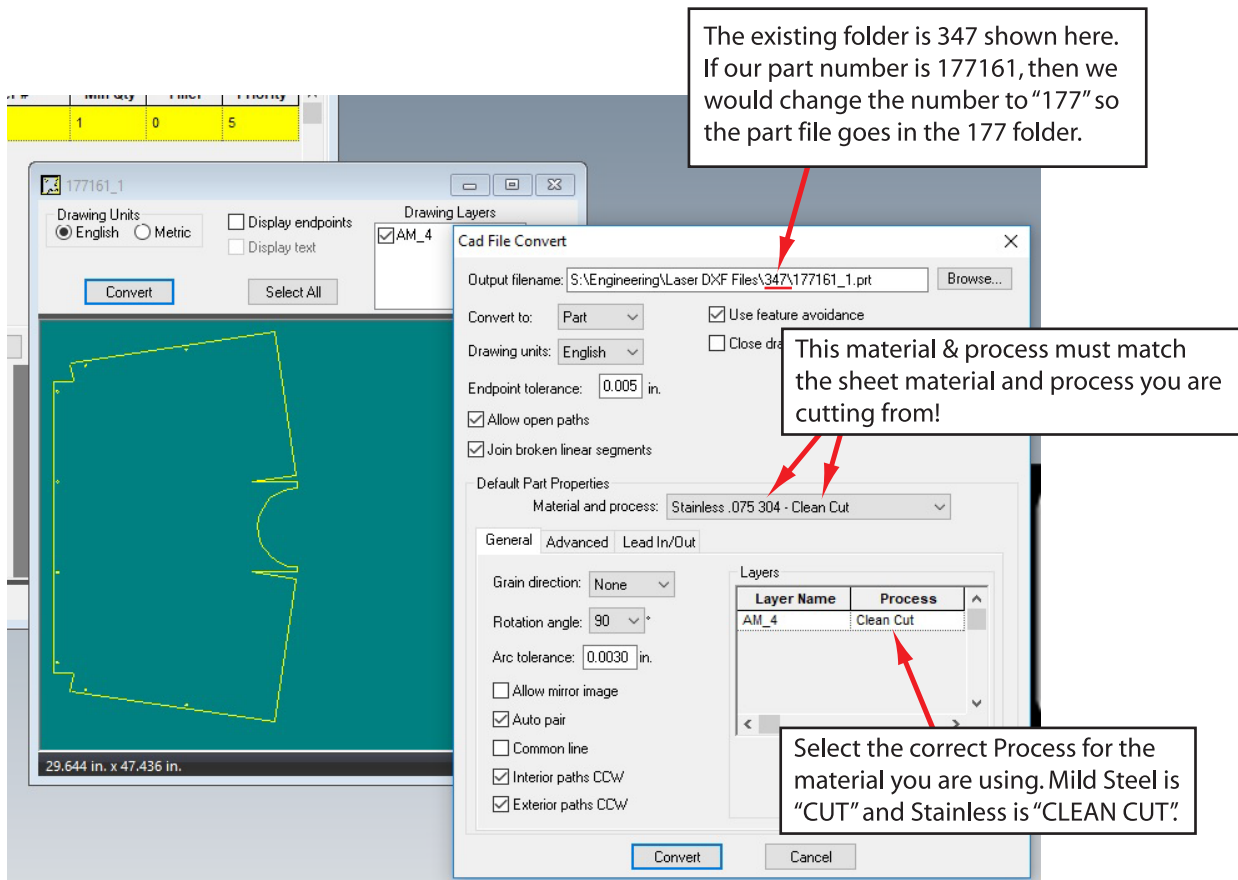 The existing folder is 347 shown here.
If our part number is 177161, then we
would change the number to “177” so
the part file goes in the 177 folder.
Min Qty Filler Priority
1 0 5
177161_1
Drawing Units
English Metric
Display endpoints
Display text
Drawing Layers
AM_4
Convert
Select All
Cad File Convert
Output filename: S:\Engineering\Laser DXF Files\347\177161_1.prt Browse...
Convert to: Part
Use feature avoidance
Drawing units: English
Close
Endpoint tolerance: 0.005 in.
Allow open paths
Join broken linear segments
This material & process must match
the sheet material and process you are
cutting from!
Default Part Properties
Material and process: Stainless .075 304 - Clean Cut
General Advanced Lead In/Out
Grain direction: None
Rotation angle: 90 °
Arc tolerance: 0.0030 in.
Allow mirror image
Auto pair
Common line
Interior paths CCW
Exterior paths CCW
Layers
Layer Name Process
AM_4 Clean Cut
Select the correct Process for the
material you are using. Mild Steel is
“CUT” and Stainless is “CLEAN CUT”.
29.644 in. x 47.436 in.
Convert Cancel